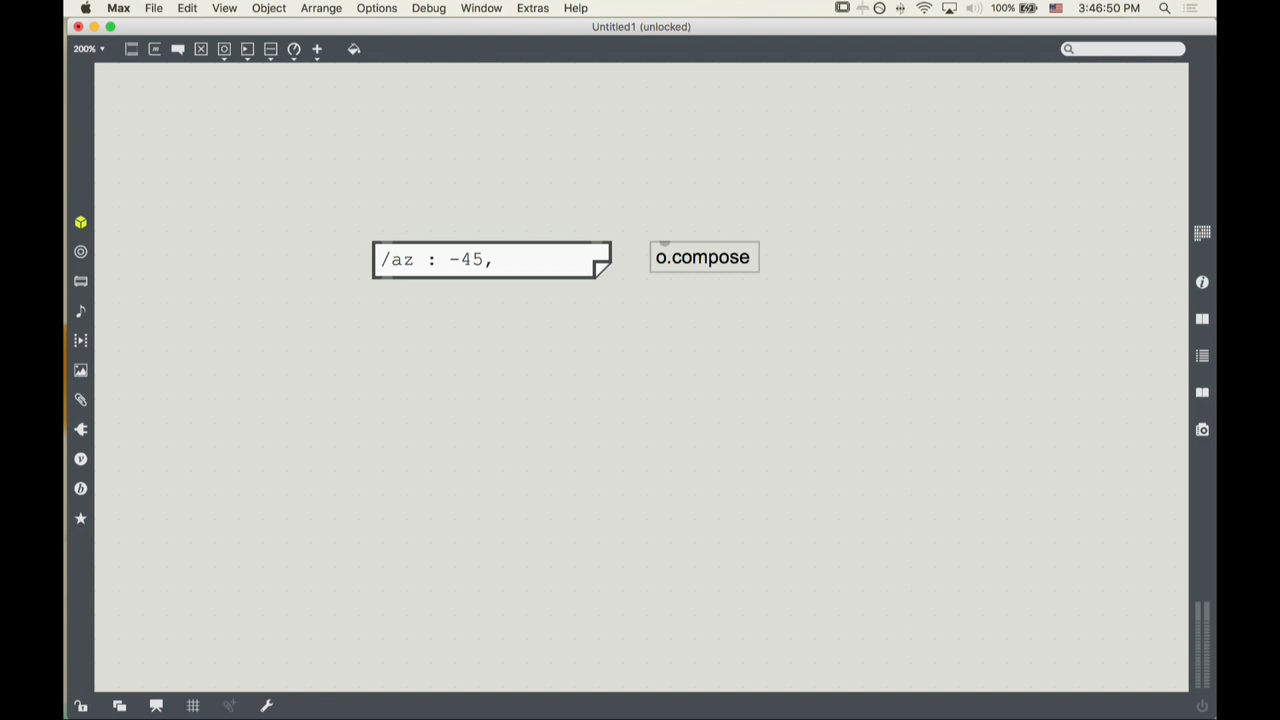 Max File Edit View Object Arrange Options Debug Window Extras Help 100% 3:46:50 PM
Untitled1 (unlocked)
200%
/az : -45,
o.compose